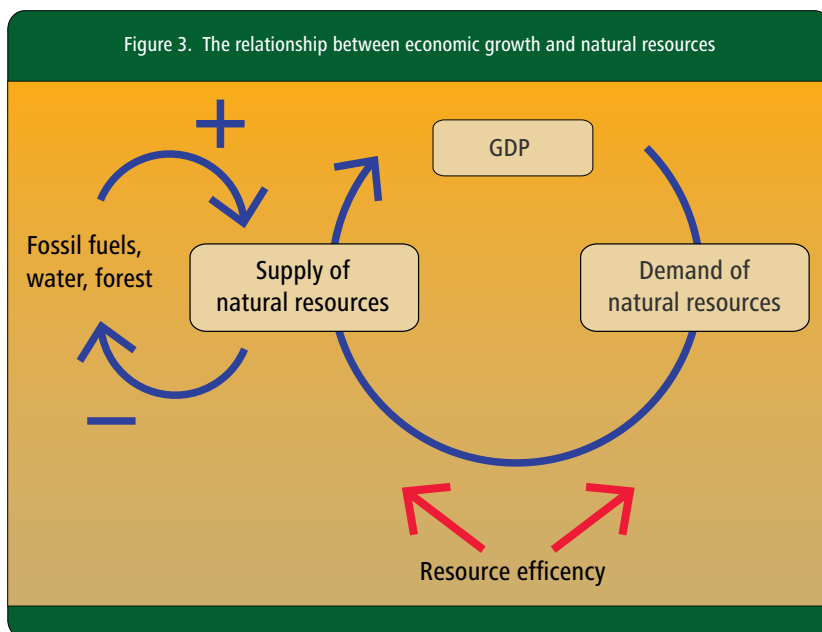 Figure 3. The relationship between economic growth and natural resources
+
GDP
Fossil fuels,
water, forest
Supply of
natural resources
Demand of
natural resources
–
Resource efficency